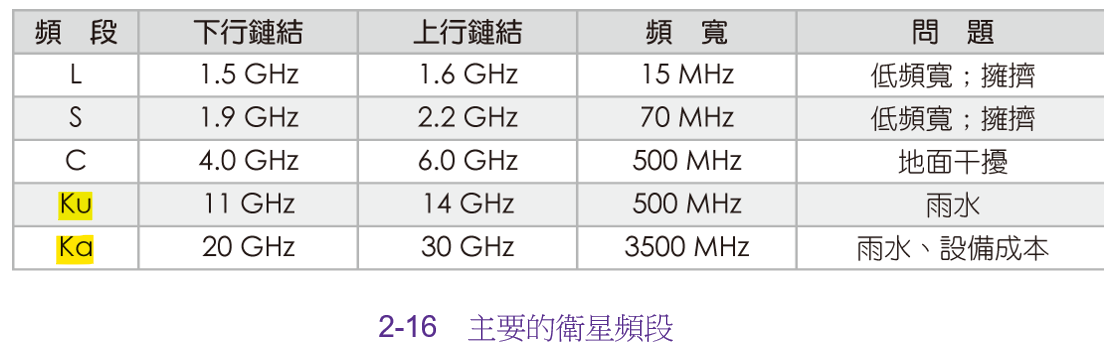 頻 段 下行鏈結 上行鏈結 頻 寬 問 題
L 1.5 GHz 1.6 GHz 15 MHz 低頻寬；擁擠
S 1.9 GHz 2.2 GHz 70 MHz 低頻寬；擁擠
C 4.0 GHz 6.0 GHz 500 MHz 地面干擾
Ku 11 GHz 14 GHz 500 MHz 雨水
Ka 20 GHz 30 GHz 3500 MHz 雨水、設備成本
2-16 主要的衛星頻段